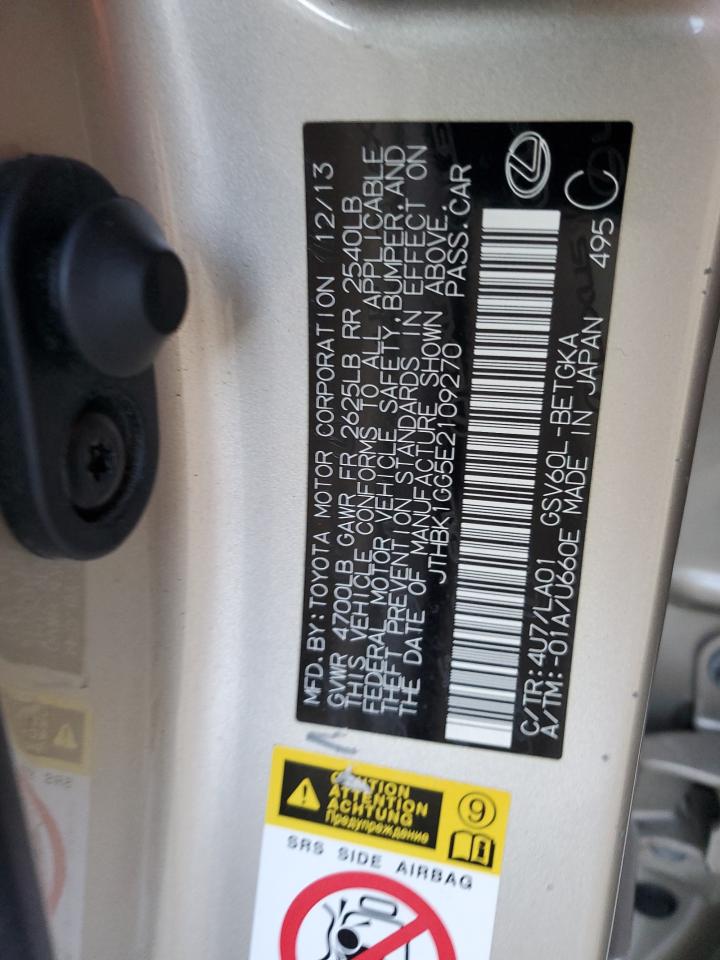 MFD. BY: TOYOTA MOTOR CORPORATION 12/13
GVWR 4700LB GAWR FR 2625LB RR 2540LB
THIS VEHICLE CONFORMS TO ALL APPLICABLE
FEDERAL MOTOR VEHICLE SAFETY, BUMPER, AND
THEFT PREVENTION STANDARDS IN EFFECT ON
THE DATE OF MANUFACTURE SHOWN ABOVE.
JTHBK1GG5E2109270 PASS. CAR
C/TR: 4U7/LA01 GSV60L-BETGKA
A/TM: -01A/U660E MADE IN JAPAN 495 C
CAUTION
ATTENTION
ACHTUNG
Предупреждение
9
SRS SIDE AIRBAG
SRS